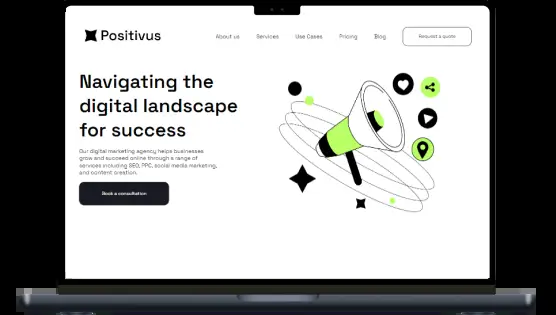 Positivus
About us
Services
Use Cases
Pricing
Blog
Request a quote
Navigating the
digital landscape
for success
Our digital marketing agency helps businesses
grow and succeed online through a range of
services including SEO, PPC, social media marketing,
and content creation.
Book a consultation